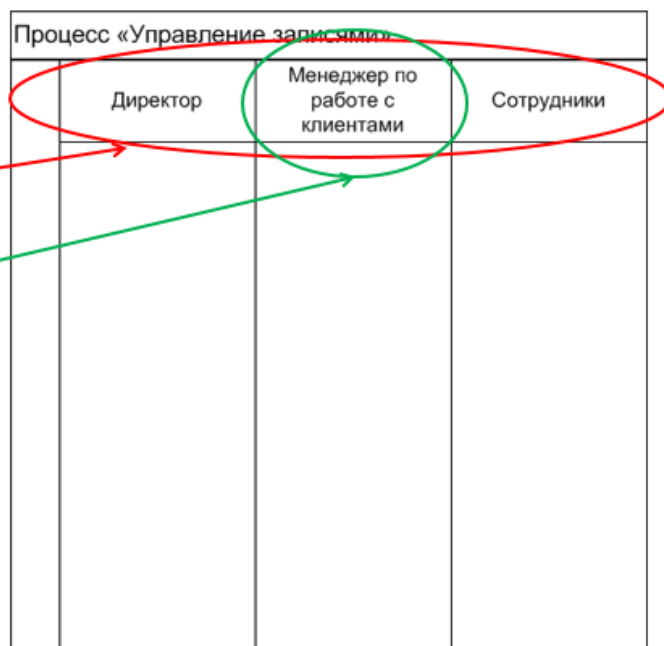 Процесс «Управление записями»
Директор
Менеджер по
работе с
клиентами
Сотрудники